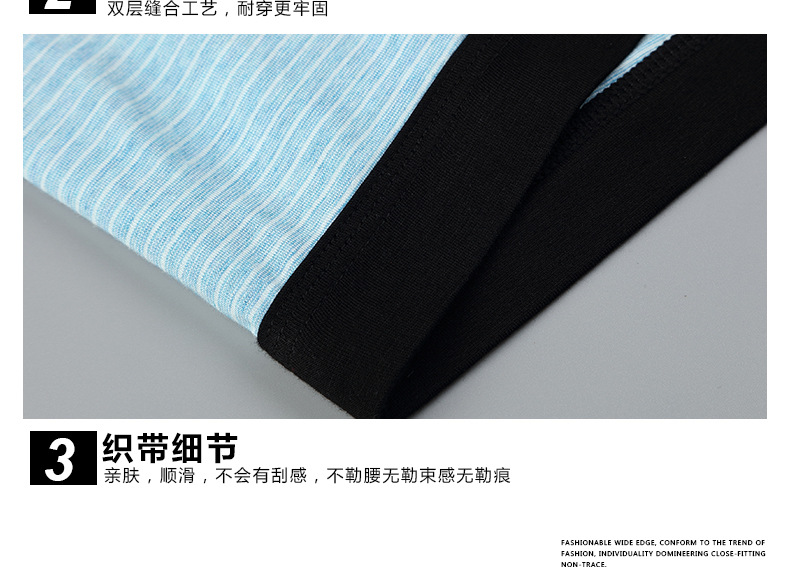 2
双层缝合工艺，耐穿更牢固
3
织带细节
亲肤，顺滑，不会有刮感，不勒腰无勒束感无勒痕
FASHIONABLE WIDE EDGE, CONFORM TO THE TREND OF
FASHION, INDIVIDUALITY DOMINEERING CLOSE-FITTING
NON-TRACE.